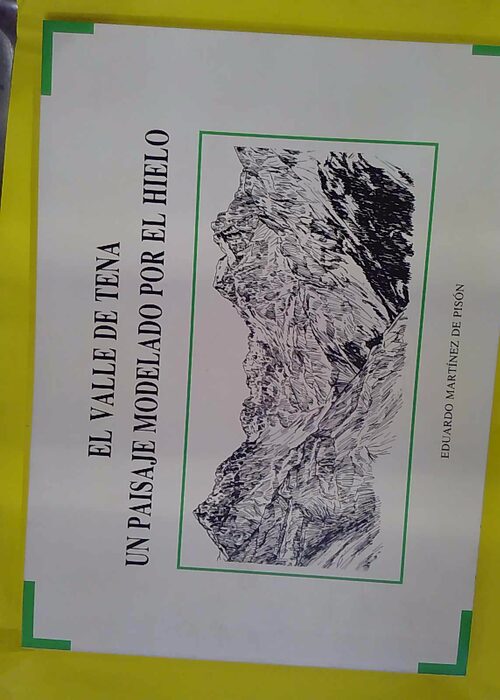 EL VALLE DE TENA
UN PAISAJE MODELADO POR EL HIELO
EDUARDO MARTÍNEZ DE PISÓN